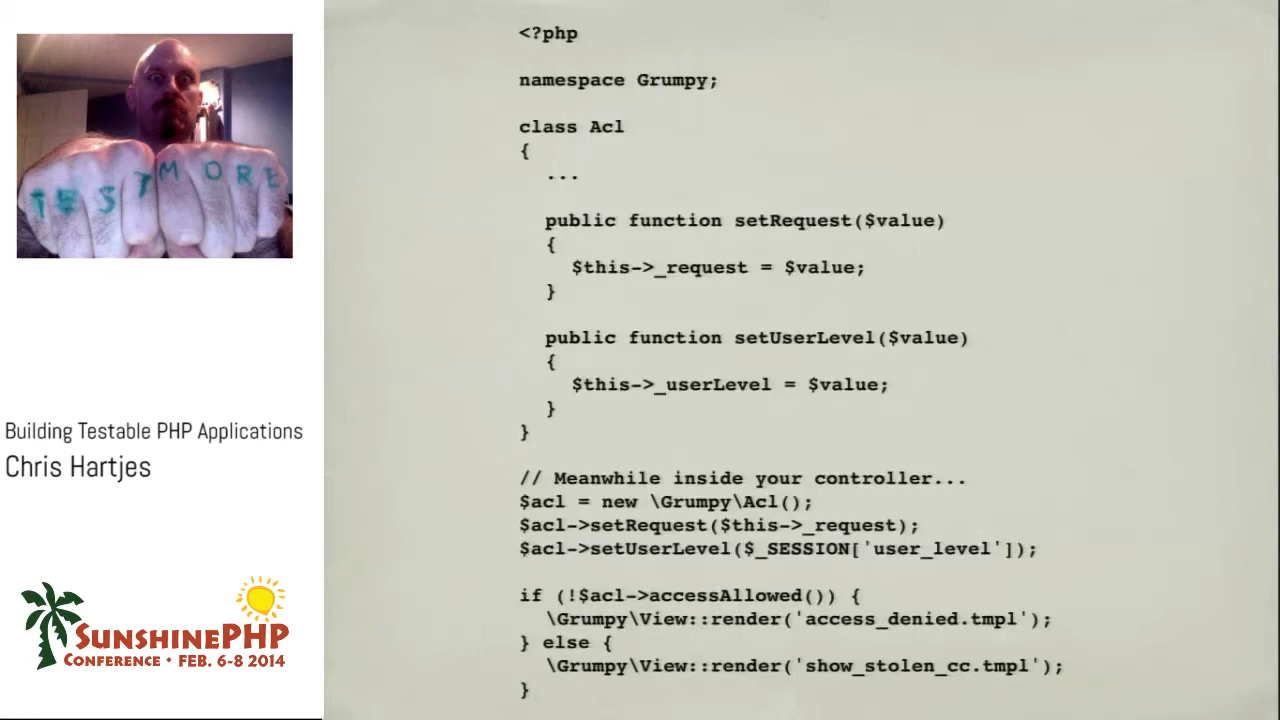 TEST MORE
Building Testable PHP Applications
Chris Hartjes
SUNSHINEPHP
CONFERENCE • FEB. 6-8 2014
<?php
namespace Grumpy;
class Acl
{
...
public function setRequest($value)
{
$this->_request = $value;
}
public function setUserLevel($value)
{
$this->_userLevel = $value;
}
}
// Meanwhile inside your controller...
$acl = new \Grumpy\Acl();
$acl->setRequest($this->_request);
$acl->setUserLevel($_SESSION['user_level']);
if (!$acl->accessAllowed()) {
\Grumpy\View::render('access_denied.tmpl');
} else {
\Grumpy\View::render('show_stolen_cc.tmpl');
}